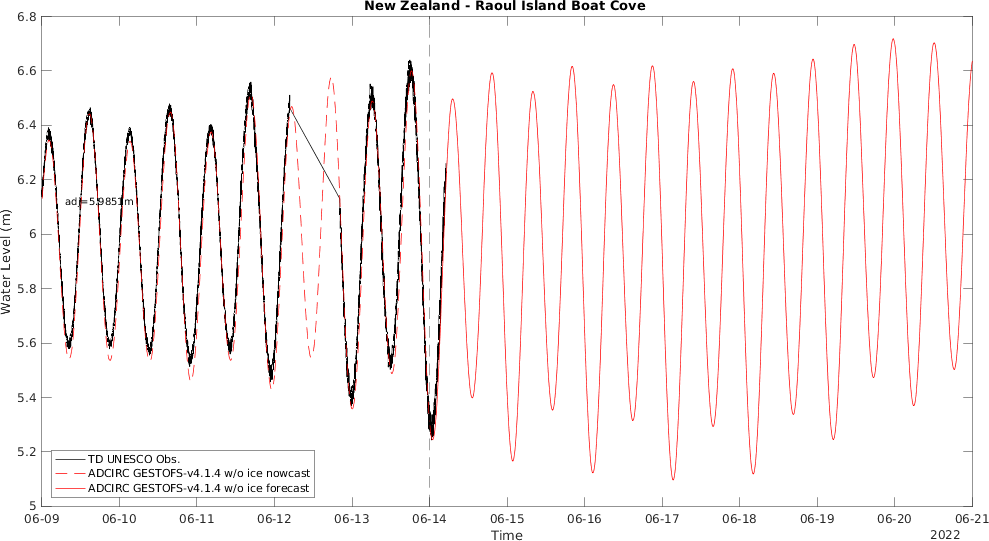 New Zealand - Raoul Island Boat Cove
6.8
6.6
6.4
6.2
6
5.8
5.6
5.4
5.2
5
Water Level (m)
adj=5.9851m
TD UNESCO Obs.
ADCIRC GESTOFS-v4.1.4 w/o ice nowcast
ADCIRC GESTOFS-v4.1.4 w/o ice forecast
06-09 06-10 06-11 06-12 06-13 06-14 06-15 06-16 06-17 06-18 06-19 06-20 06-21
Time
2022